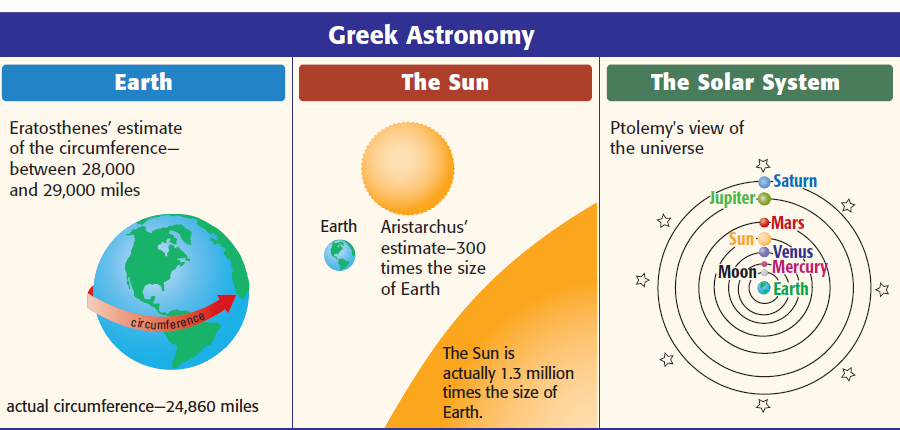 Greek Astronomy
Earth
Eratosthenes' estimate
of the circumference—
between 28,000
and 29,000 miles
circumference
actual circumference—24,860 miles
The Sun
Earth
Aristarchus'
estimate—300
times the size
of Earth
The Sun is
actually 1.3 million
times the size of
Earth.
The Solar System
Ptolemy's view of
the universe
Saturn
Jupiter
Mars
Sun
Venus
Mercury
Moon
Earth